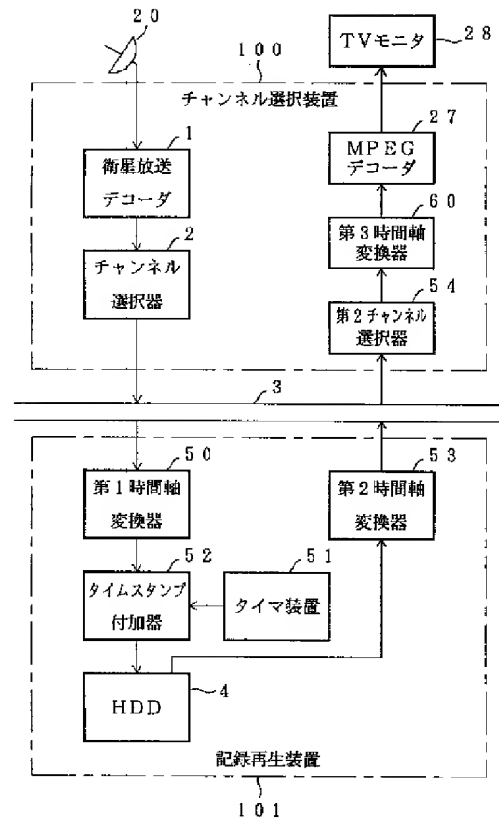 ２０
１００
チャンネル選択装置
１
衛星放送
デコーダ
２
チャンネル
選択器
ＴＶモニタ
２８
２７
ＭＰＥＧ
デコーダ
６０
第３時間軸
変換器
５４
第２チャンネル
選択器
３
５０
第１時間軸
変換器
５３
第２時間軸
変換器
５２
タイムスタンプ
付加器
５１
タイマ装置
４
ＨＤＤ
記録再生装置
１０１